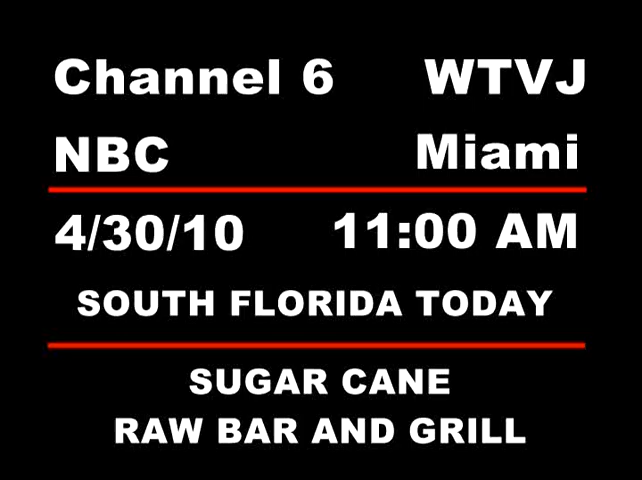 Channel 6 WTVJ
NBC Miami
4/30/10 11:00 AM
SOUTH FLORIDA TODAY
SUGAR CANE
RAW BAR AND GRILL